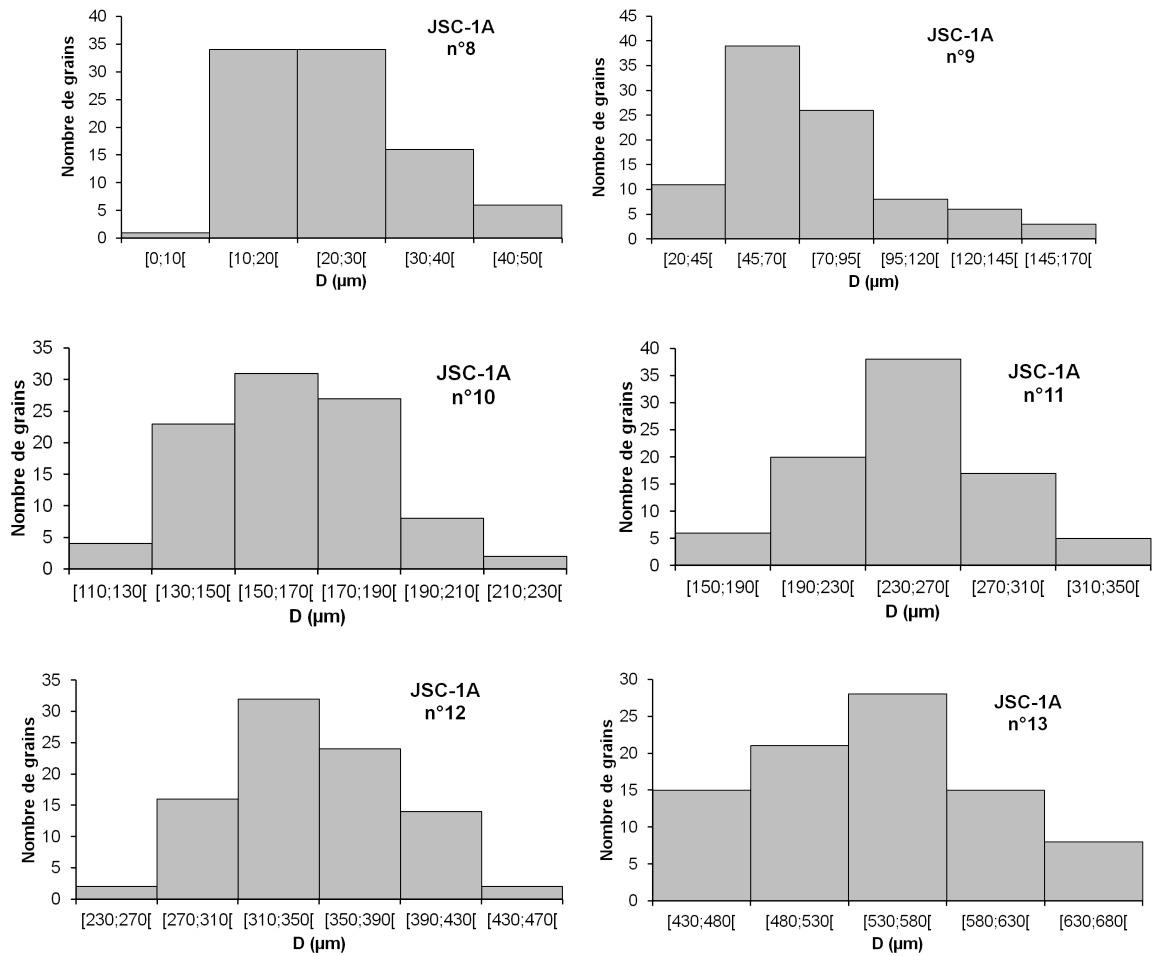 JSC-1A
n°8
Nombre de grains
40
35
30
25
20
15
10
5
0
[0;10[ [10;20[ [20;30[ [30;40[ [40;50[
D (µm)
JSC-1A
n°9
Nombre de grains
45
40
35
30
25
20
15
10
5
0
[20;45[ [45;70[ [70;95[ [95;120[ [120;145[ [145;170[
D (µm)
JSC-1A
n°10
Nombre de grains
35
30
25
20
15
10
5
0
[110;130[ [130;150[ [150;170[ [170;190[ [190;210[ [210;230[
D (µm)
JSC-1A
n°11
Nombre de grains
40
35
30
25
20
15
10
5
0
[150;190[ [190;230[ [230;270[ [270;310[ [310;350[
D (µm)
JSC-1A
n°12
Nombre de grains
35
30
25
20
15
10
5
0
[230;270[ [270;310[ [310;350[ [350;390[ [390;430[ [430;470[
D (µm)
JSC-1A
n°13
Nombre de grains
30
25
20
15
10
5
0
[430;480[ [480;530[ [530;580[ [580;630[ [630;680[
D (µm)